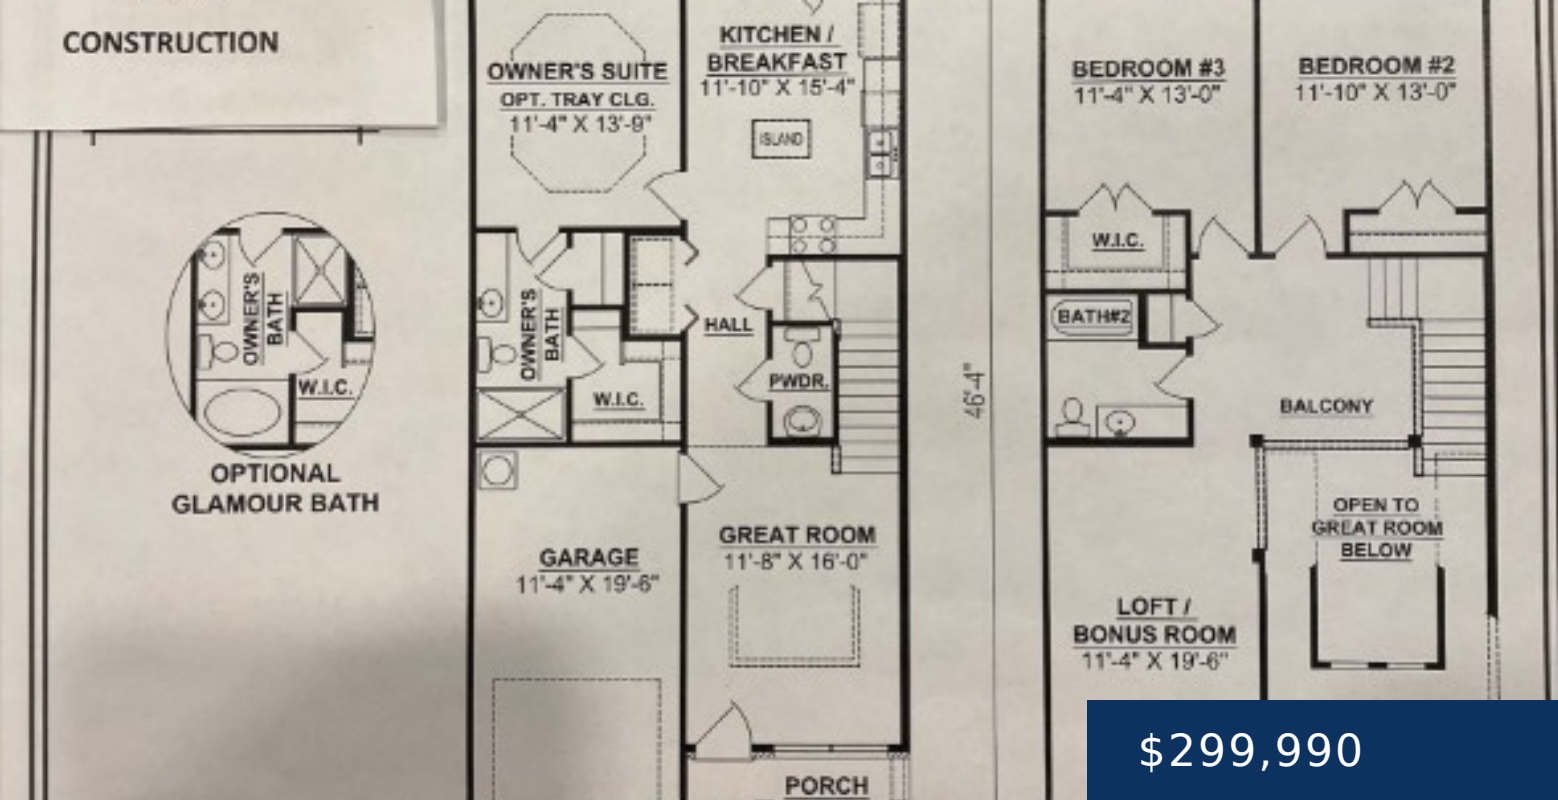 CONSTRUCTION
OWNER'S SUITE
OPT. TRAY CLG.
11'-4" X 13'-9"
KITCHEN /
BREAKFAST
11'-10" X 15'-4"
ISLAND
BEDROOM #3
11'-4" X 13'-0"
BEDROOM #2
11'-10" X 13'-0"
W.I.C.
OWNER'S
BATH
W.I.C.
OPTIONAL
GLAMOUR BATH
OWNER'S
BATH
W.I.C.
HALL
PWDR.
46'-4"
BATH#2
BALCONY
GARAGE
11'-4" X 19'-6"
GREAT ROOM
11'-8" X 16'-0"
OPEN TO
GREAT ROOM
BELOW
LOFT /
BONUS ROOM
11'-4" X 19'-6"
PORCH
$299,990